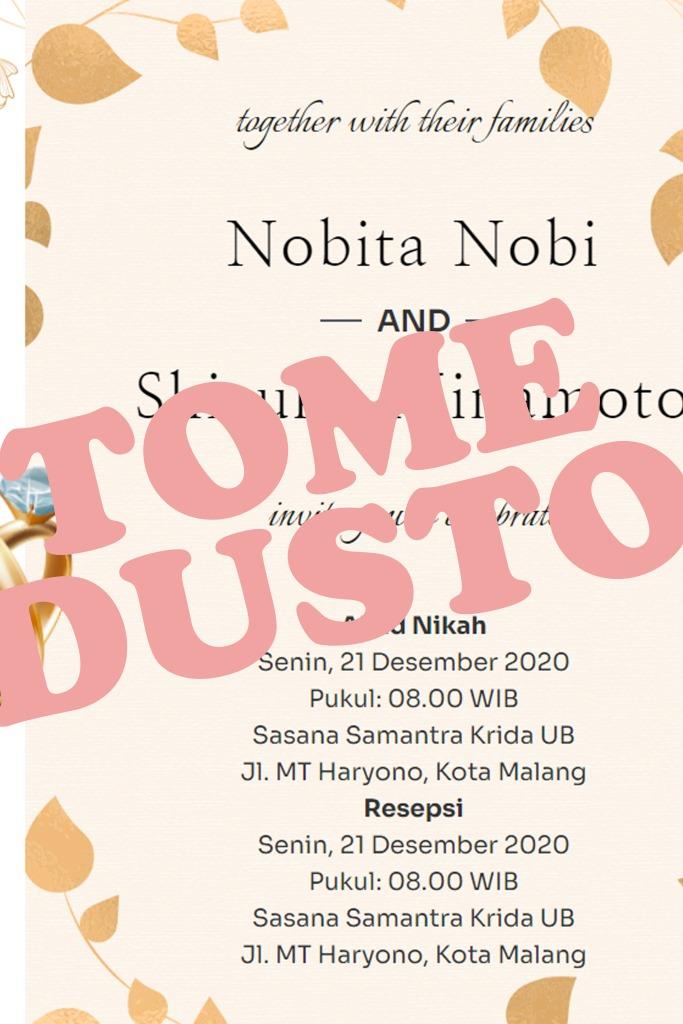 together with their families
Nobita Nobi
AND
TOME
DUSTO
Nikah
Senin, 21 Desember 2020
Pukul: 08.00 WIB
Sasana Samantra Krida UB
Jl. MT Haryono, Kota Malang
Resepsi
Senin, 21 Desember 2020
Pukul: 08.00 WIB
Sasana Samantra Krida UB
Jl. MT Haryono, Kota Malang